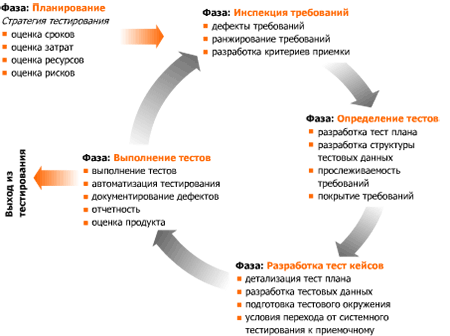 Фаза: Планирование
Стратегия тестирования
оценка сроков
оценка затрат
оценка ресурсов
оценка рисков
Фаза: Инспекция требований
дефекты требований
ранжирование требований
разработка критериев приемки
Фаза: Определение тестов
разработка тест плана
разработка структуры
тестовых данных
прослеживаемость
требований
покрытие требований
Фаза: Выполнение тестов
выполнение тестов
автоматизация тестирования
документирование дефектов
отчетность
оценка продукта
Выход из
тестирования
Фаза: Разработка тест кейсов
детализация тест плана
разработка тестовых данных
подготовка тестового окружения
условия перехода от системного
тестирования к приемочному